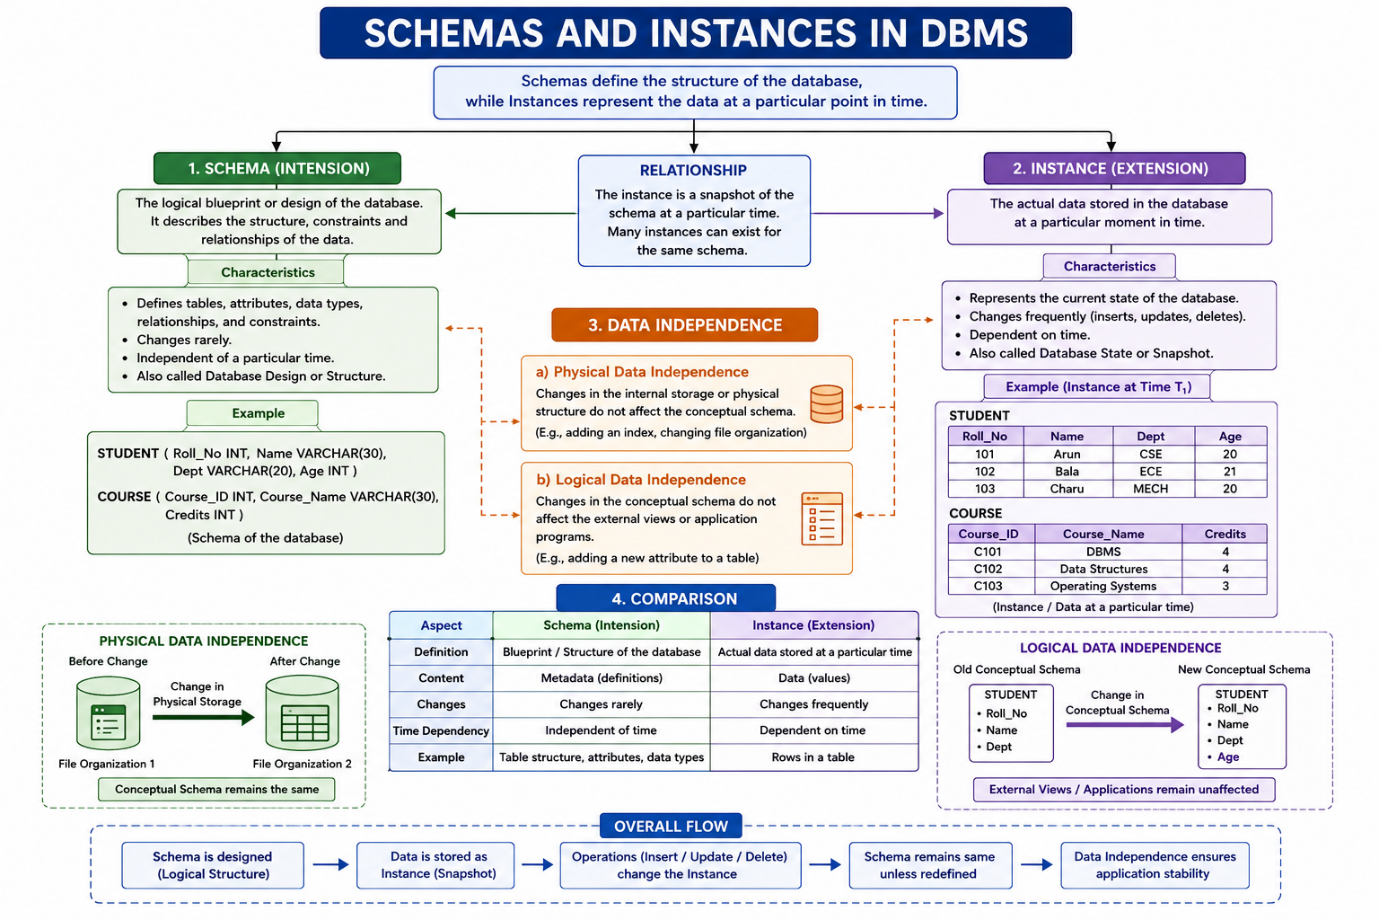 SCHEMAS AND INSTANCES IN DBMS
Schemas define the structure of the database,
while Instances represent the data at a particular point in time.
1. SCHEMA (INTENSION)
The logical blueprint or design of the database.
It describes the structure, constraints and
relationships of the data.
Characteristics
• Defines tables, attributes, data types,
relationships, and constraints.
• Changes rarely.
• Independent of a particular time.
• Also called Database Design or Structure.
Example
STUDENT ( Roll_No INT, Name VARCHAR(30),
Dept VARCHAR(20), Age INT )
COURSE ( Course_ID INT, Course_Name VARCHAR(30),
Credits INT )
(Schema of the database)
RELATIONSHIP
The instance is a snapshot of the
schema at a particular time.
Many instances can exist for
the same schema.
2. INSTANCE (EXTENSION)
The actual data stored in the database
at a particular moment in time.
Characteristics
• Represents the current state of the database.
• Changes frequently (inserts, updates, deletes).
• Dependent on time.
• Also called Database State or Snapshot.
Example (Instance at Time T₁)
STUDENT
Roll_No Name Dept Age
101 Arun CSE 20
102 Bala ECE 21
103 Charu MECH 20
COURSE
Course_ID Course_Name Credits
C101 DBMS 4
C102 Data Structures 4
C103 Operating Systems 3
(Instance / Data at a particular time)
3. DATA INDEPENDENCE
a) Physical Data Independence
Changes in the internal storage or physical
structure do not affect the conceptual schema.
(E.g., adding an index, changing file organization)
b) Logical Data Independence
Changes in the conceptual schema do not
affect the external views or application
programs.
(E.g., adding a new attribute to a table)
4. COMPARISON
Aspect Schema (Intension) Instance (Extension)
Definition Blueprint / Structure of the database Actual data stored at a particular time
Content Metadata (definitions) Data (values)
Changes Changes rarely Changes frequently
Time Dependency Independent of time Dependent on time
Example Table structure, attributes, data types Rows in a table
PHYSICAL DATA INDEPENDENCE
Before Change After Change
Change in
Physical Storage
File Organization 1 File Organization 2
Conceptual Schema remains the same
LOGICAL DATA INDEPENDENCE
Old Conceptual Schema New Conceptual Schema
STUDENT
• Roll_No
• Name
• Dept
Change in
Conceptual Schema
STUDENT
• Roll_No
• Name
• Dept
• Age
External Views / Applications remain unaffected
OVERALL FLOW
Schema is designed
(Logical Structure)
Data is stored as
Instance (Snapshot)
Operations (Insert / Update / Delete)
change the Instance
Schema remains same
unless redefined
Data Independence ensures
application stability